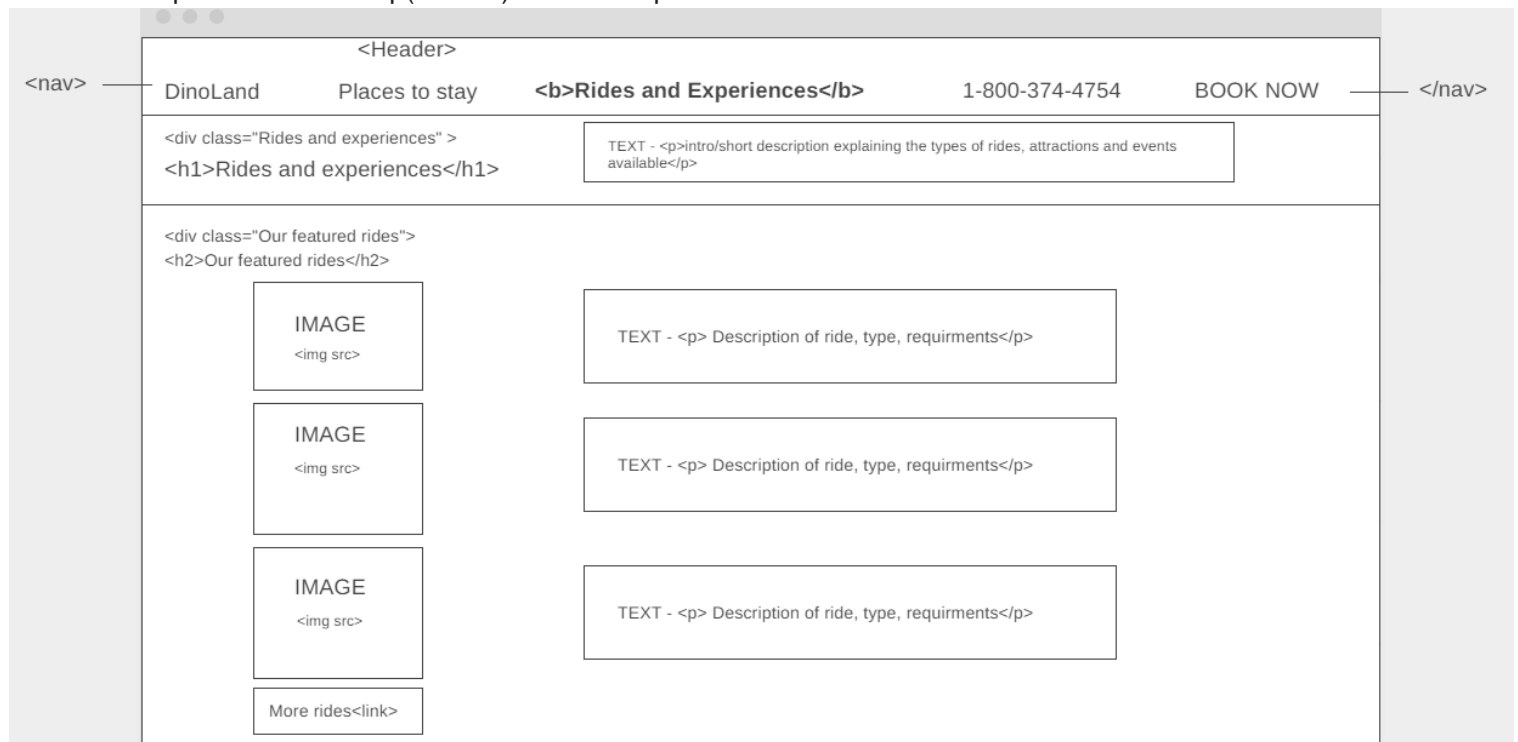 <Header>
<nav> DinoLand Places to stay <b>Rides and Experiences</b> 1-800-374-4754 BOOK NOW </nav>
<div class="Rides and experiences" >
<h1>Rides and experiences</h1>
TEXT - <p>intro/short description explaining the types of rides, attractions and events
available</p>
<div class="Our featured rides">
<h2>Our featured rides</h2>
IMAGE
<img src>
TEXT - <p> Description of ride, type, requirments</p>
IMAGE
<img src>
TEXT - <p> Description of ride, type, requirments</p>
IMAGE
<img src>
TEXT - <p> Description of ride, type, requirments</p>
More rides<link>